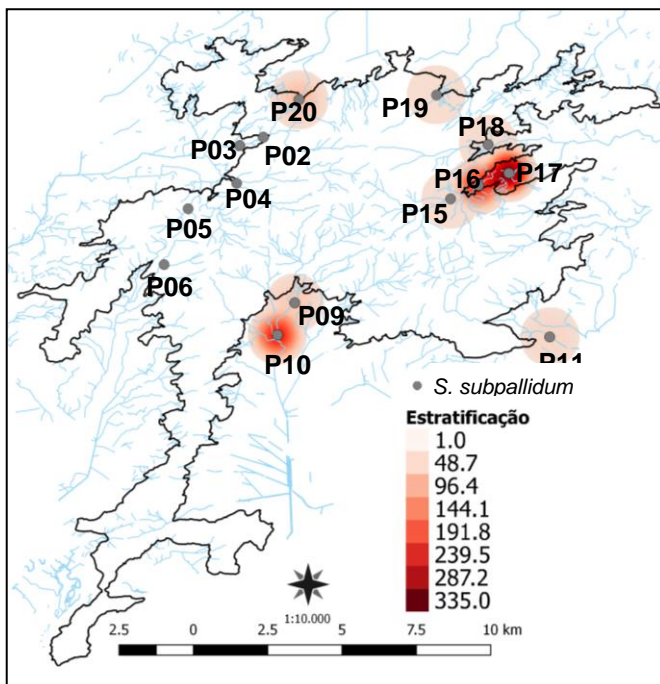 P20
P19
P03
P02
P18
P16
P17
P04
P15
P05
P06
P09
P10
P11
S. subpallidum
Estratificação
1.0
48.7
96.4
144.1
191.8
239.5
287.2
335.0
1:10.000
2.5 0 2.5 5 7.5 10 km